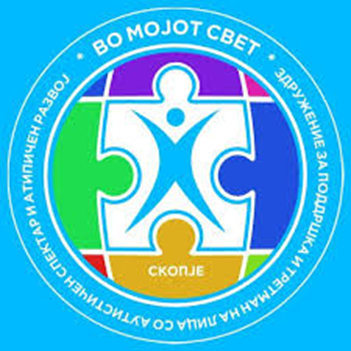 ВО МОЈОТ СВЕТ
ЗДРУЖЕНИЕ ЗА ПОДДРШКА И ТРЕТМАН НА ЛИЦА СО АУТИСТИЧЕН СПЕКТАР И АТИПИЧЕН РАЗВОЈ
СКОПЈЕ